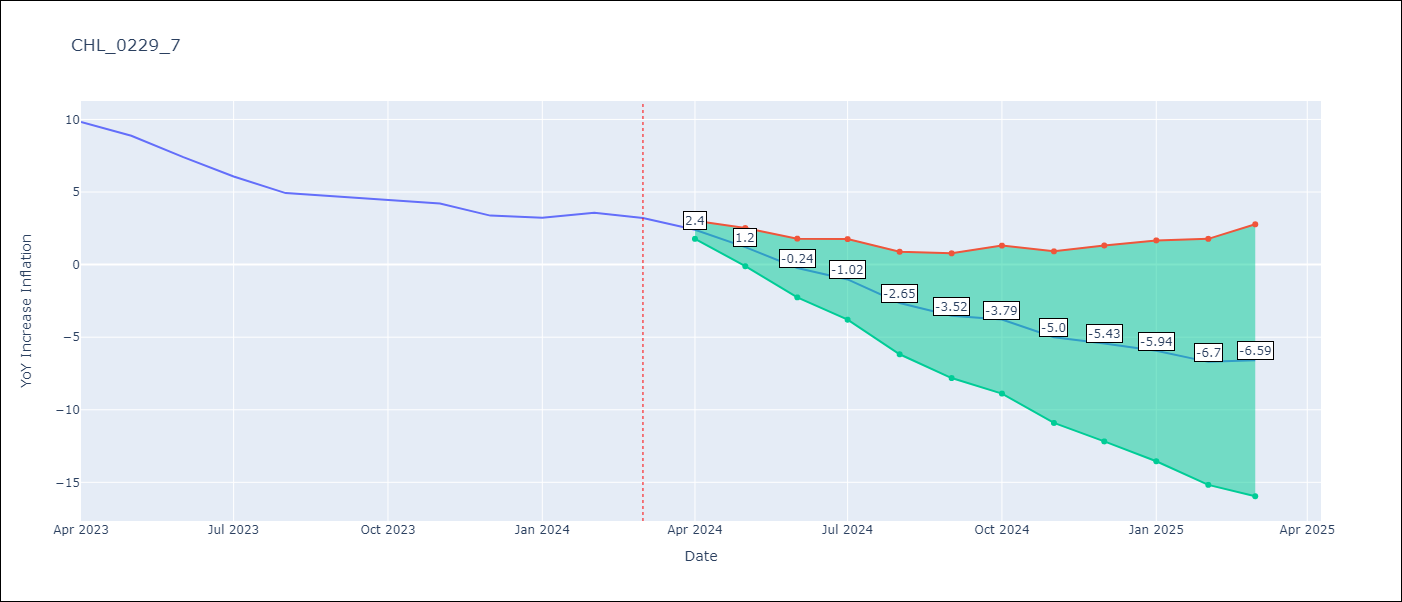 CHL_0229_7
YoY Increase Inflation
10
5
0
−5
−10
−15
2.4
1.2
-0.24
-1.02
-2.65
-3.52
-3.79
-5.0
-5.43
-5.94
-6.7
-6.59
Apr 2023
Jul 2023
Oct 2023
Jan 2024
Apr 2024
Jul 2024
Oct 2024
Jan 2025
Apr 2025
Date